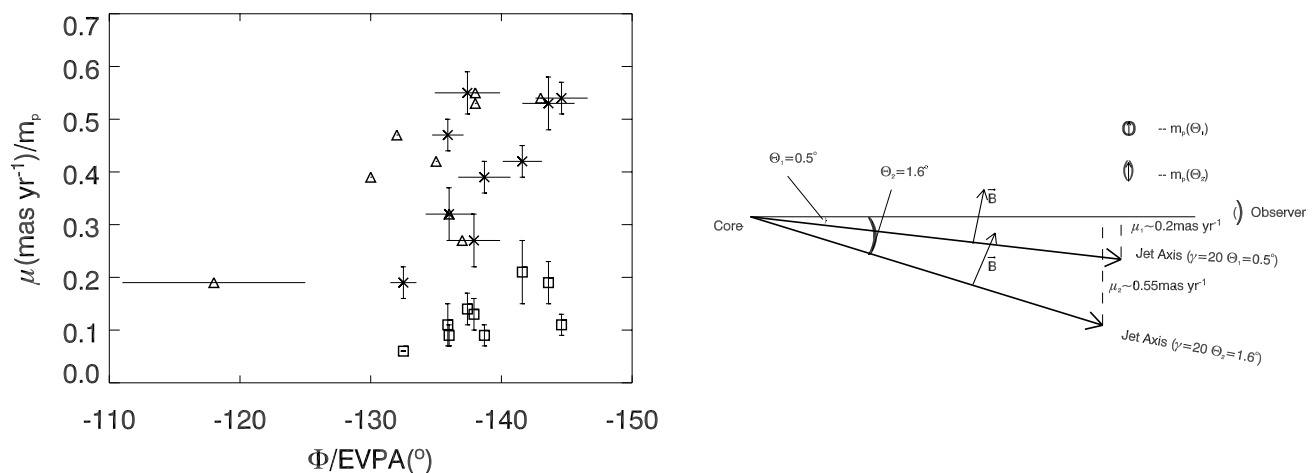 0.7
0.6
0.5
0.4
0.3
0.2
0.1
0.0
μ(mas yr⁻¹)/mₚ
-110
-120
-130
-140
-150
Φ/EVPA(°)
-- mₚ(Θ₁)
-- mₚ(Θ₂)
Θ₁=0.5°
Θ₂=1.6°
B⃗
Core
Observer
μ₁~0.2mas yr⁻¹
B⃗
Jet Axis (γ=20 Θ₁=0.5°)
μ₂~0.55mas yr⁻¹
Jet Axis (γ=20 Θ₂=1.6°)